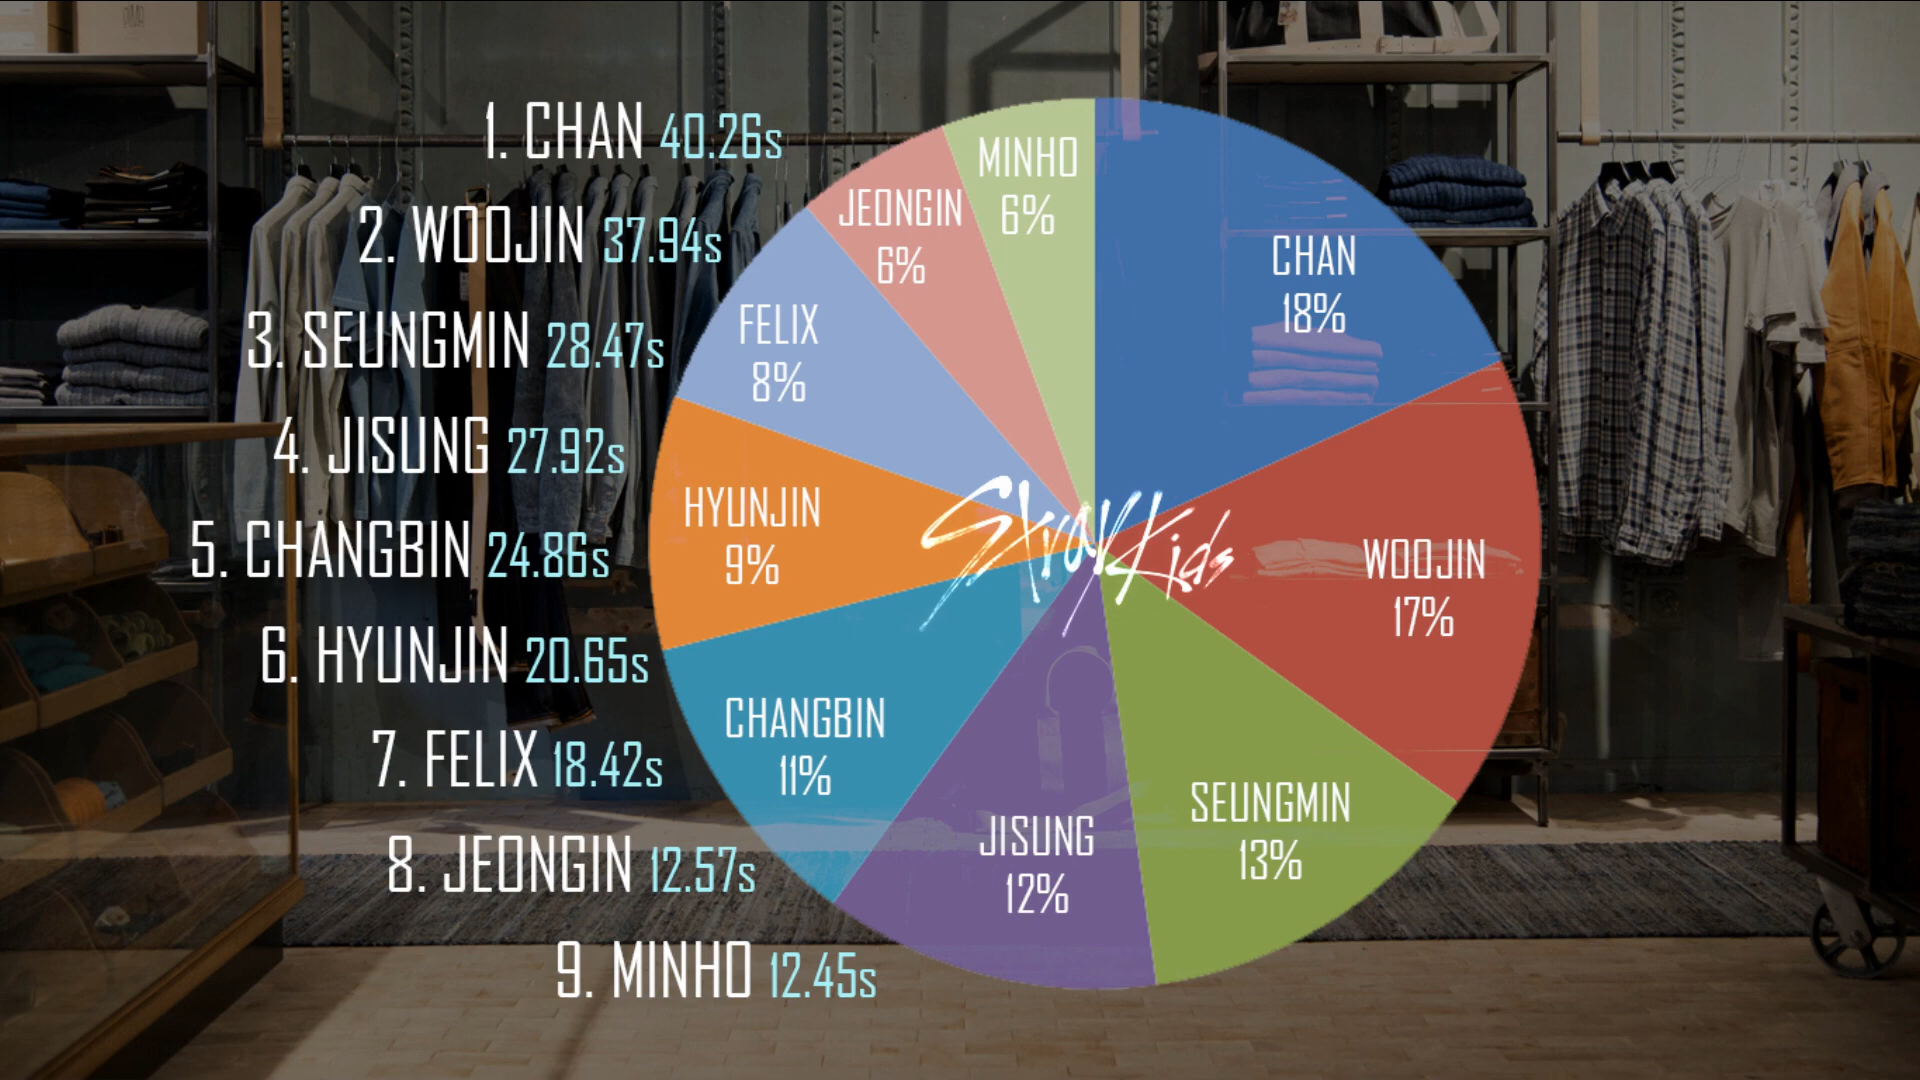 1. CHAN 40.26s
2. WOOJIN 37.94s
3. SEUNGMIN 28.47s
4. JISUNG 27.92s
5. CHANGBIN 24.86s
6. HYUNJIN 20.65s
7. FELIX 18.42s
8. JEONGIN 12.57s
9. MINHO 12.45s
MINHO
6%
JEONGIN
6%
CHAN
18%
FELIX
8%
HYUNJIN
9%
Stray Kids
WOOJIN
17%
CHANGBIN
11%
SEUNGMIN
13%
JISUNG
12%